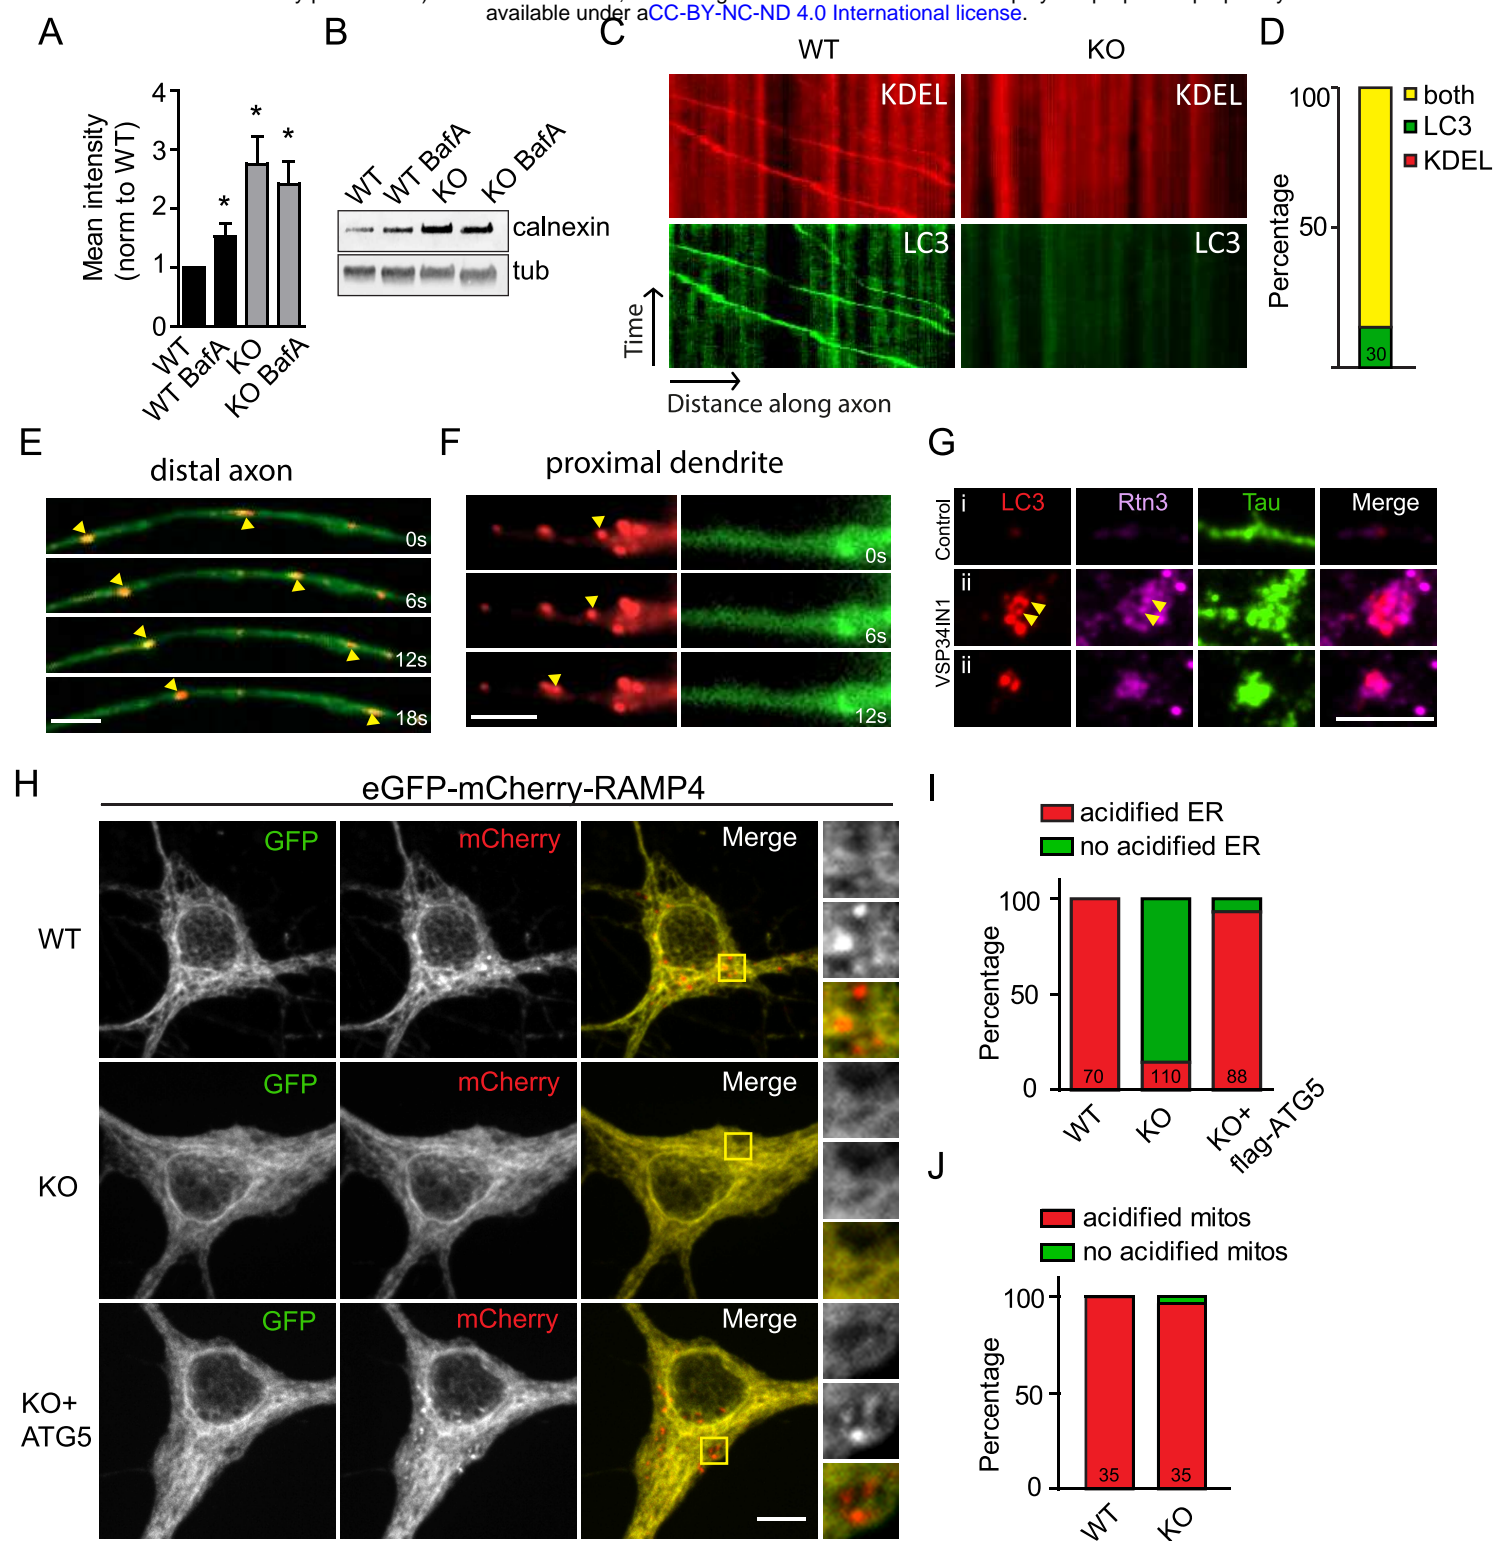 available under aCC-BY-NC-ND 4.0 International license.
A
Mean intensity
(norm to WT)
4
3
2
1
0
*
*
*
WT
WT BafA
KO
KO BafA
B
WT
WT BafA
KO
KO BafA
calnexin
tub
C
WT
KO
KDEL
KDEL
LC3
LC3
Time
Distance along axon
D
Percentage
100
50
30
both
LC3
KDEL
E
distal axon
0s
6s
12s
18s
F
proximal dendrite
0s
6s
12s
G
Control
VSP34IN1
i
LC3
Rtn3
Tau
Merge
ii
ii
H
eGFP-mCherry-RAMP4
WT
GFP
mCherry
Merge
KO
GFP
mCherry
Merge
KO+
ATG5
GFP
mCherry
Merge
I
acidified ER
no acidified ER
Percentage
100
50
0
70
110
88
WT
KO
KO+
flag-ATG5
J
acidified mitos
no acidified mitos
Percentage
100
50
0
35
35
WT
KO